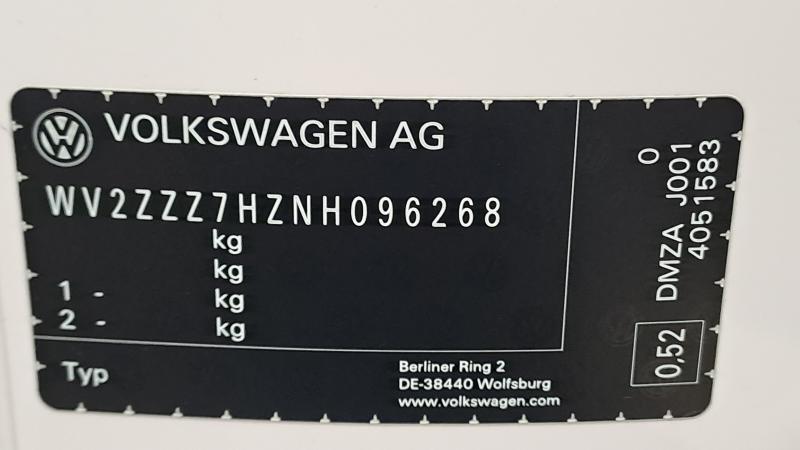 VOLKSWAGEN AG
WV2ZZZ7HZNH096268
kg
kg
1 - kg
2 - kg
Typ
Berliner Ring 2
DE-38440 Wolfsburg
www.volkswagen.com
0
DMZA J001
4051583
0,52